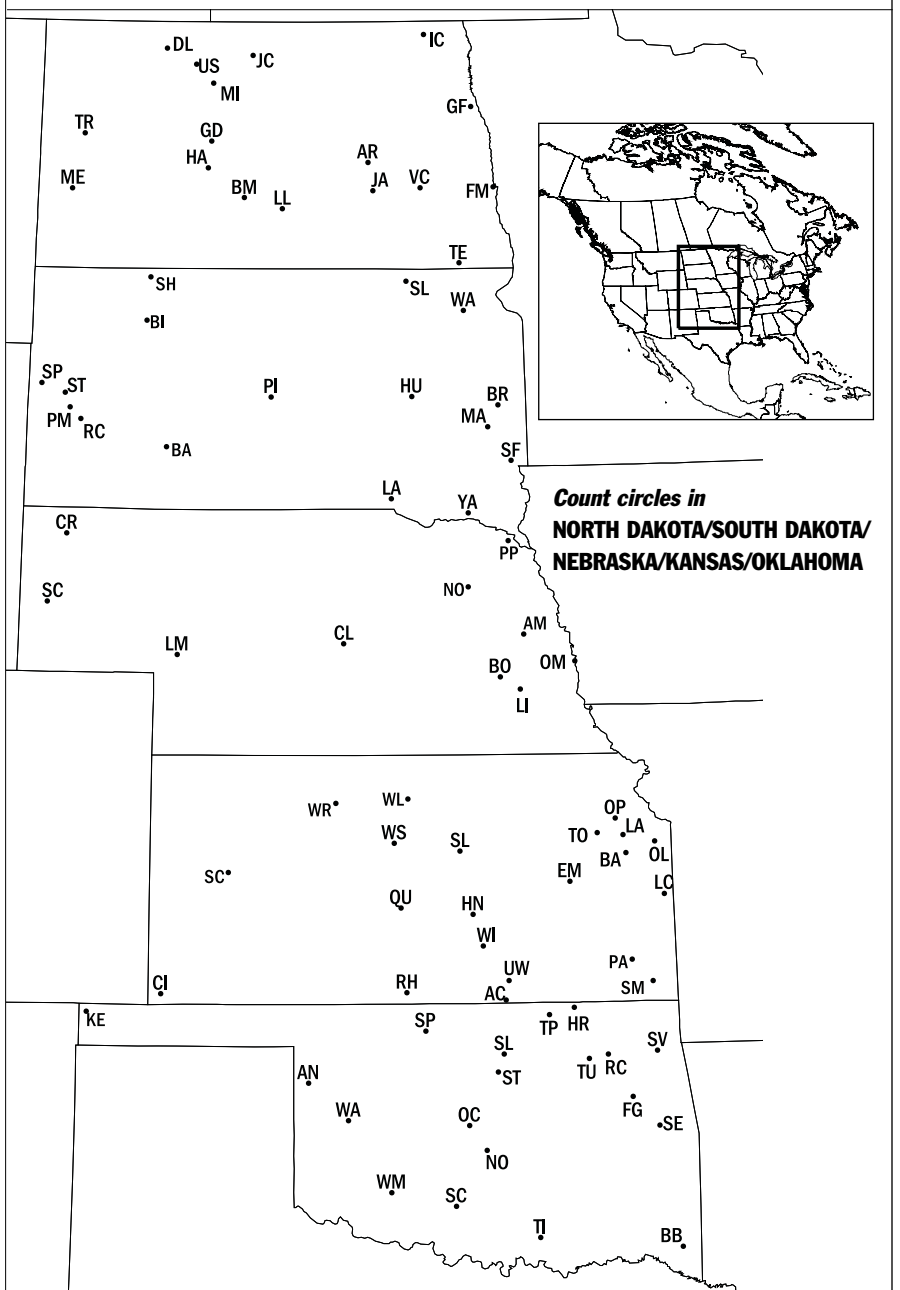 DL
IC
US
JC
MI
GF
TR
GD
HA
AR
ME
BM
LL
JA
VC
FM
TE
SH
SL
WA
BI
SP
ST
PI
HU
BR
PM
RC
MA
BA
SF
LA
YA
Count circles in
NORTH DAKOTA/SOUTH DAKOTA/
NEBRASKA/KANSAS/OKLAHOMA
CR
PP
SC
NO
AM
LM
CL
BO
OM
LI
WR
WL
OP
WS
TO
LA
SL
BA
OL
SC
EM
LC
QU
HN
WI
PA
UW
SM
CI
RH
AC
KE
SP
TP
HR
SL
SV
ST
TU
RC
AN
WA
OC
FG
SE
NO
WM
SC
TI
BB